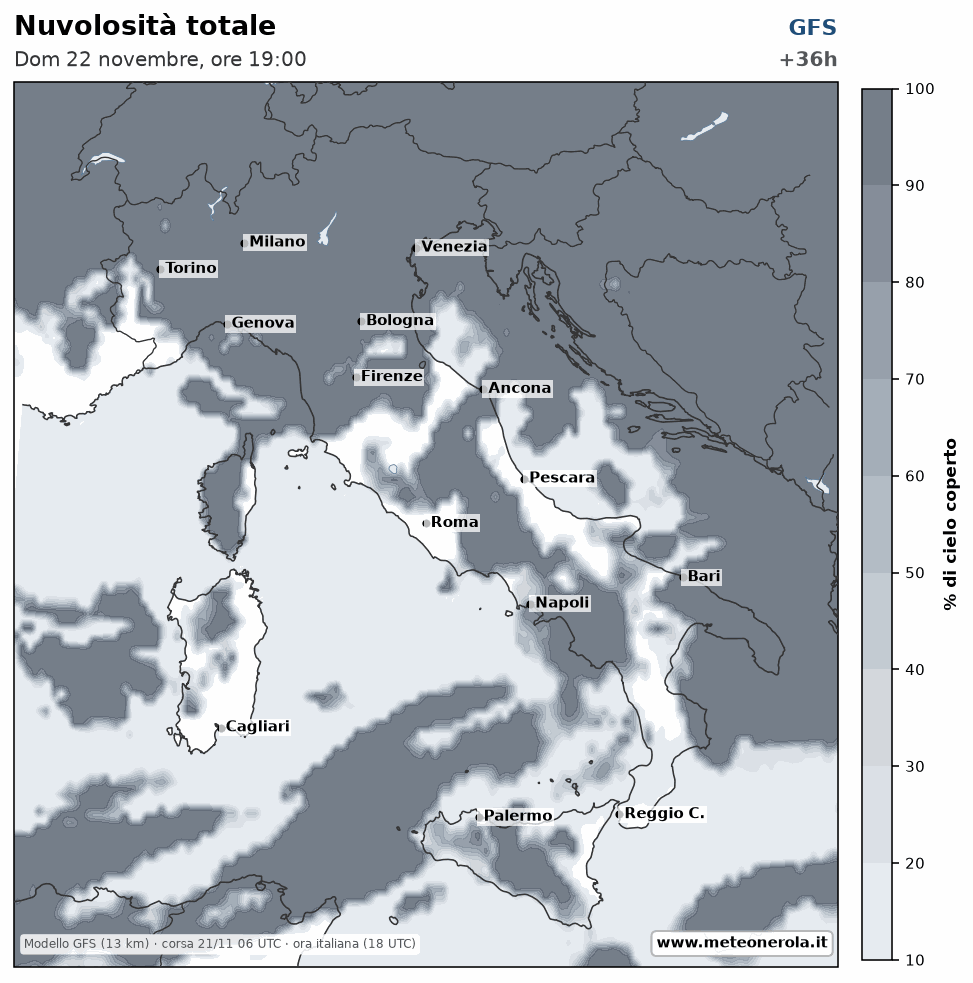 Nuvolosità totale
GFS
Dom 22 novembre, ore 19:00
+36h
100
90
80
70
60
50
40
30
20
10
% di cielo coperto
Milano
Venezia
Torino
Genova
Bologna
Firenze
Ancona
Pescara
Roma
Bari
Napoli
Cagliari
Palermo
Reggio C.
Modello GFS (13 km) · corsa 21/11 06 UTC · ora italiana (18 UTC)
www.meteonerola.it